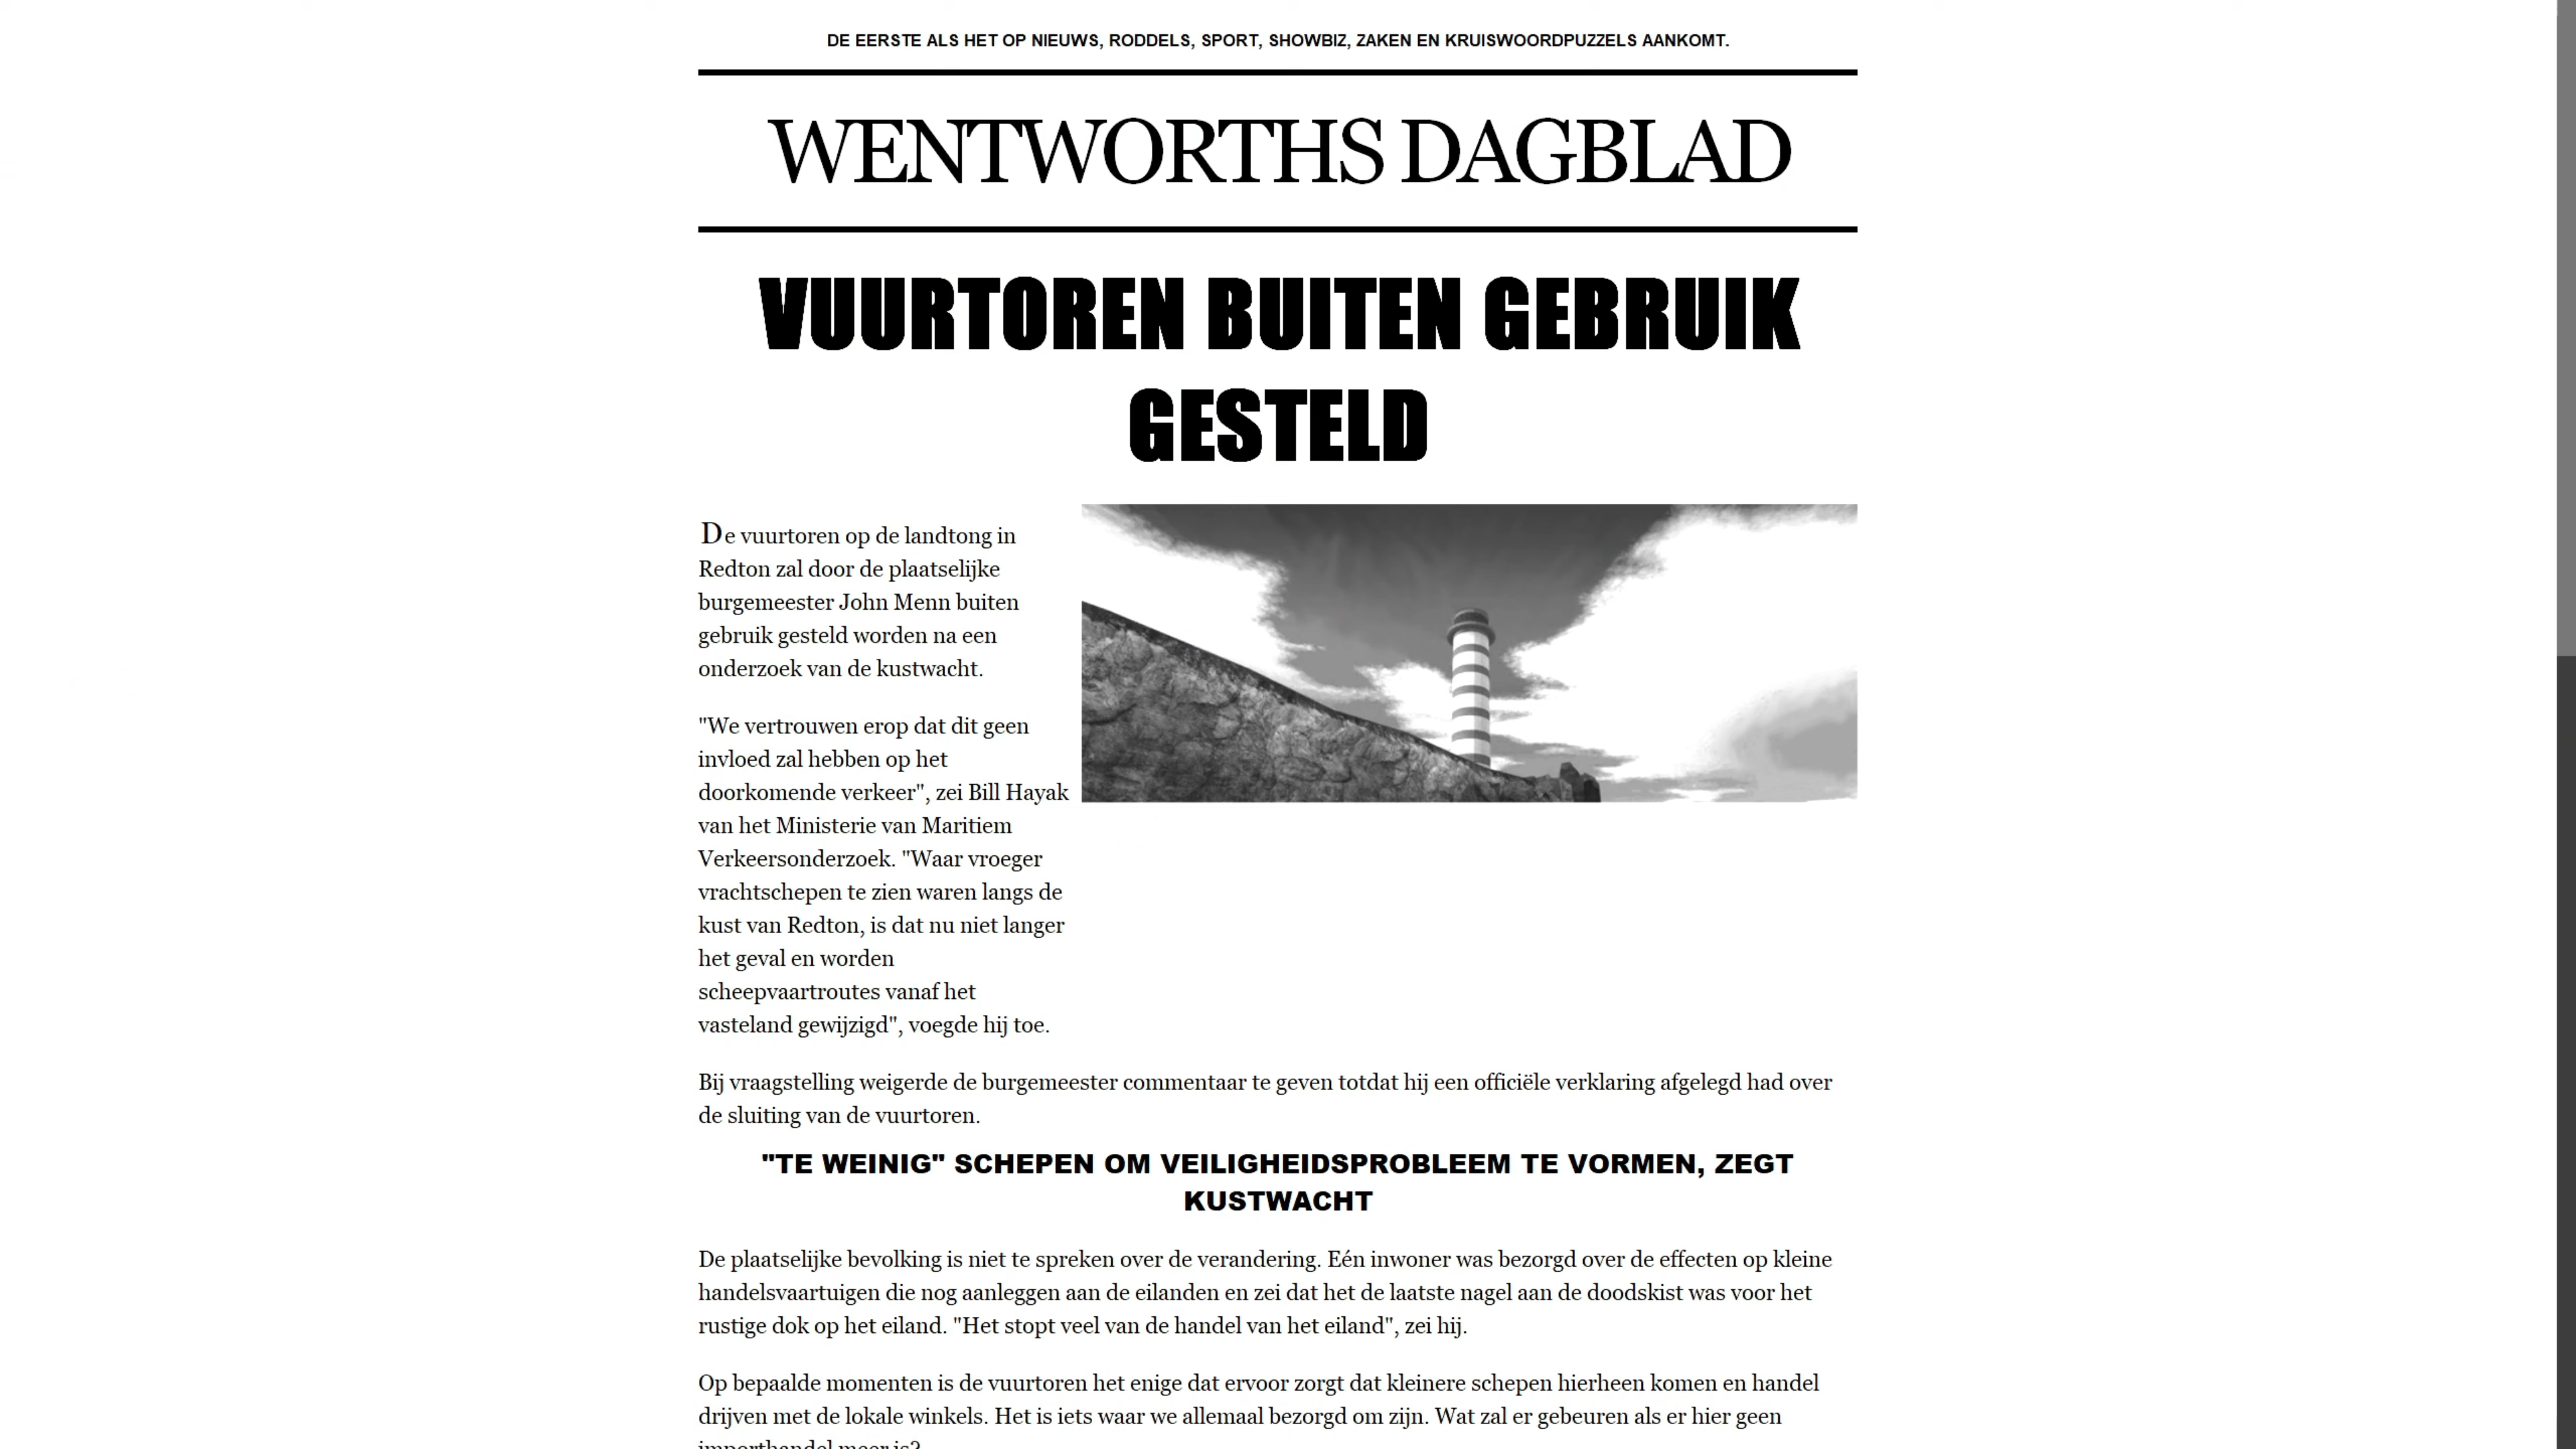 DE EERSTE ALS HET OP NIEUWS, RODDELS, SPORT, SHOWBIZ, ZAKEN EN KRUISWOORDPUZZELS AANKOMT.
WENTWORTHS DAGBLAD
VUURTOREN BUITEN GEBRUIK
GESTELD
De vuurtoren op de landtong in
Redton zal door de plaatselijke
burgemeester John Menn buiten
gebruik gesteld worden na een
onderzoek van de kustwacht.
"We vertrouwen erop dat dit geen
invloed zal hebben op het
doorkomende verkeer", zei Bill Hayak
van het Ministerie van Maritiem
Verkeersonderzoek. "Waar vroeger
vrachtschepen te zien waren langs de
kust van Redton, is dat nu niet langer
het geval en worden
scheepvaartroutes vanaf het
vasteland gewijzigd", voegde hij toe.
Bij vraagstelling weigerde de burgemeester commentaar te geven totdat hij een officiële verklaring afgelegd had over
de sluiting van de vuurtoren.
"TE WEINIG" SCHEPEN OM VEILIGHEIDSPROBLEEM TE VORMEN, ZEGT
KUSTWACHT
De plaatselijke bevolking is niet te spreken over de verandering. Eén inwoner was bezorgd over de effecten op kleine
handelsvaartuigen die nog aanleggen aan de eilanden en zei dat het de laatste nagel aan de doodskist was voor het
rustige dok op het eiland. "Het stopt veel van de handel van het eiland", zei hij.
Op bepaalde momenten is de vuurtoren het enige dat ervoor zorgt dat kleinere schepen hierheen komen en handel
drijven met de lokale winkels. Het is iets waar we allemaal bezorgd om zijn. Wat zal er gebeuren als er hier geen
importhandel meer is?